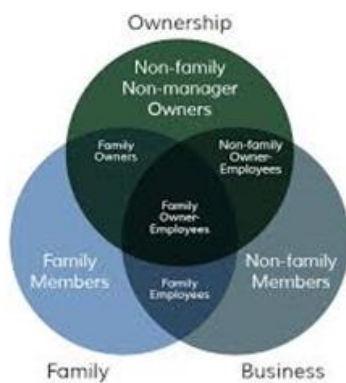 Ownership
Non-family
Non-manager
Owners
Family
Owners
Non-family
Owner-
Employees
Family
Owner-
Employees
Family
Members
Family
Employees
Non-family
Members
Family
Business